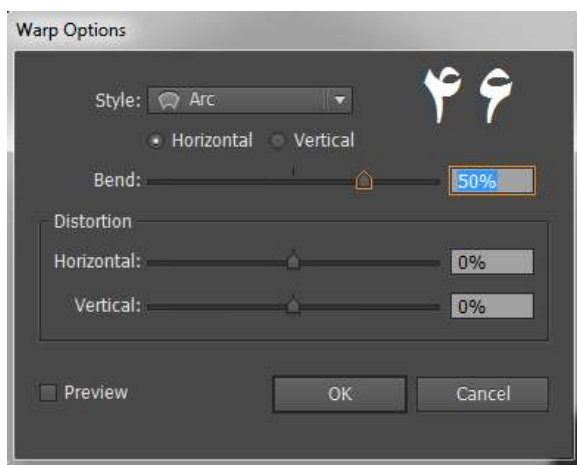 Warp Options
Style: Arc
۴۶
Horizontal Vertical
Bend: 50%
Distortion
Horizontal: 0%
Vertical: 0%
Preview OK Cancel